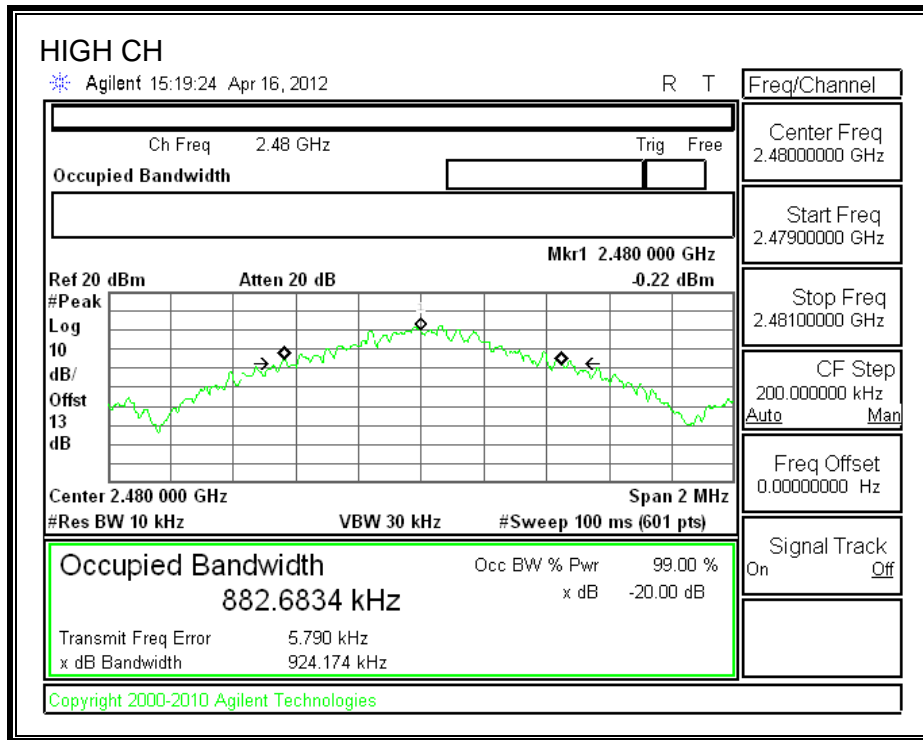 HIGH CH
Agilent 15:19:24 Apr 16, 2012 R T
Ch Freq 2.48 GHz Trig Free
Occupied Bandwidth
Mkr1 2.480 000 GHz
Ref 20 dBm Atten 20 dB -0.22 dBm
#Peak
Log
10
dB/
Offst
13
dB
1
Center 2.480 000 GHz Span 2 MHz
#Res BW 10 kHz VBW 30 kHz #Sweep 100 ms (601 pts)
Occupied Bandwidth Occ BW % Pwr 99.00 %
882.6834 kHz x dB -20.00 dB
Transmit Freq Error 5.790 kHz
x dB Bandwidth 924.174 kHz
Copyright 2000-2010 Agilent Technologies
Freq/Channel
Center Freq
2.48000000 GHz
Start Freq
2.47900000 GHz
Stop Freq
2.48100000 GHz
CF Step
200.000000 kHz
Auto Man
Freq Offset
0.00000000 Hz
Signal Track
On Off